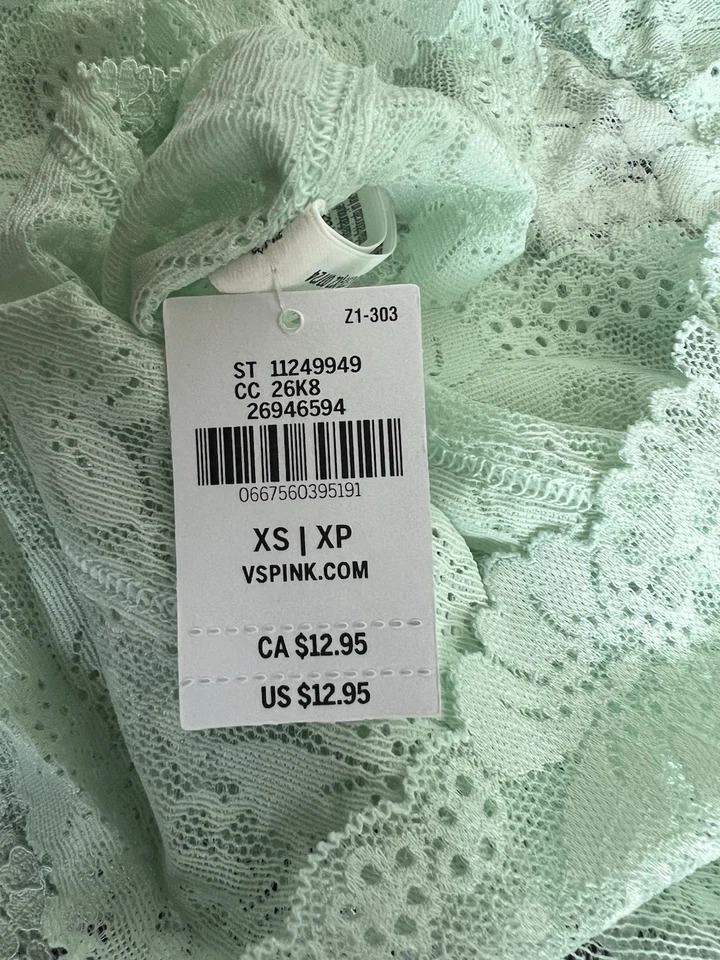 Z1-303
ST 11249949
CC 26K8
26946594
0667560395191
XS | XP
VSPINK.COM
CA $12.95
US $12.95